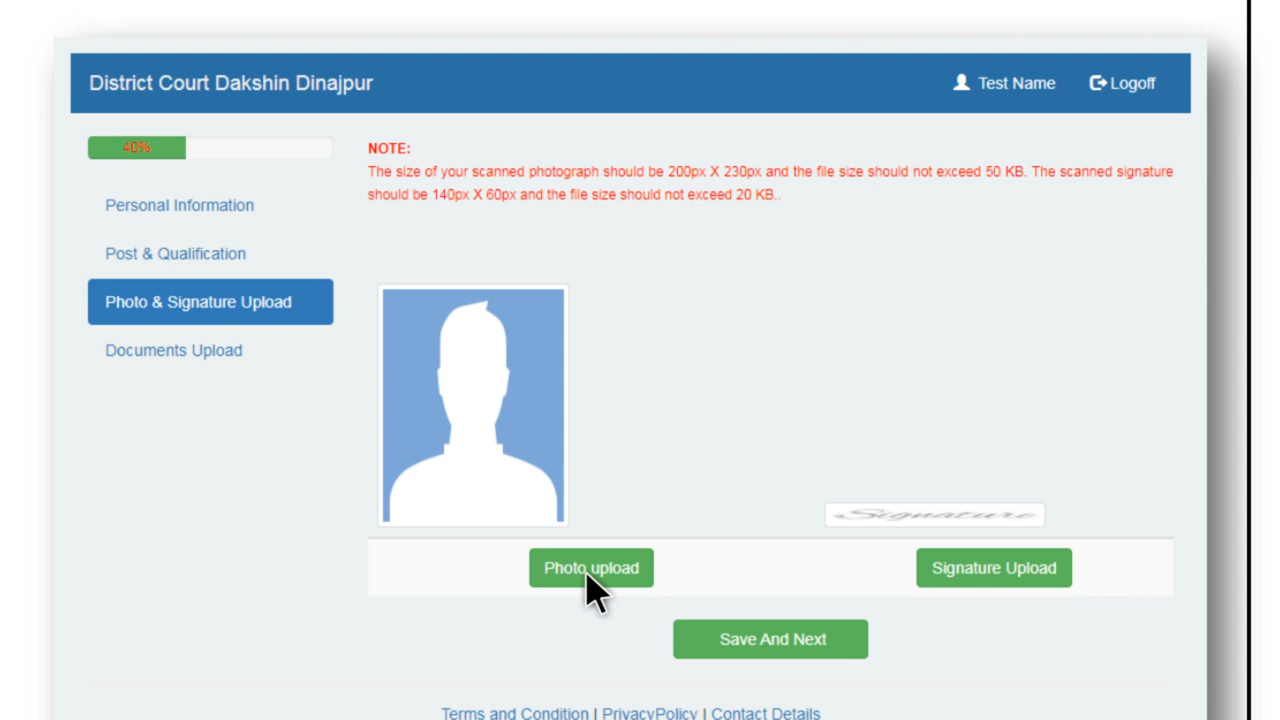 District Court Dakshin Dinajpur
Test Name
Logoff
40%
NOTE:
The size of your scanned photograph should be 200px X 230px and the file size should not exceed 50 KB. The scanned signature
should be 140px X 60px and the file size should not exceed 20 KB..
Personal Information
Post & Qualification
Photo & Signature Upload
Documents Upload
Signature
Photo upload
Signature Upload
Save And Next
Terms and Condition | PrivacyPolicy | Contact Details